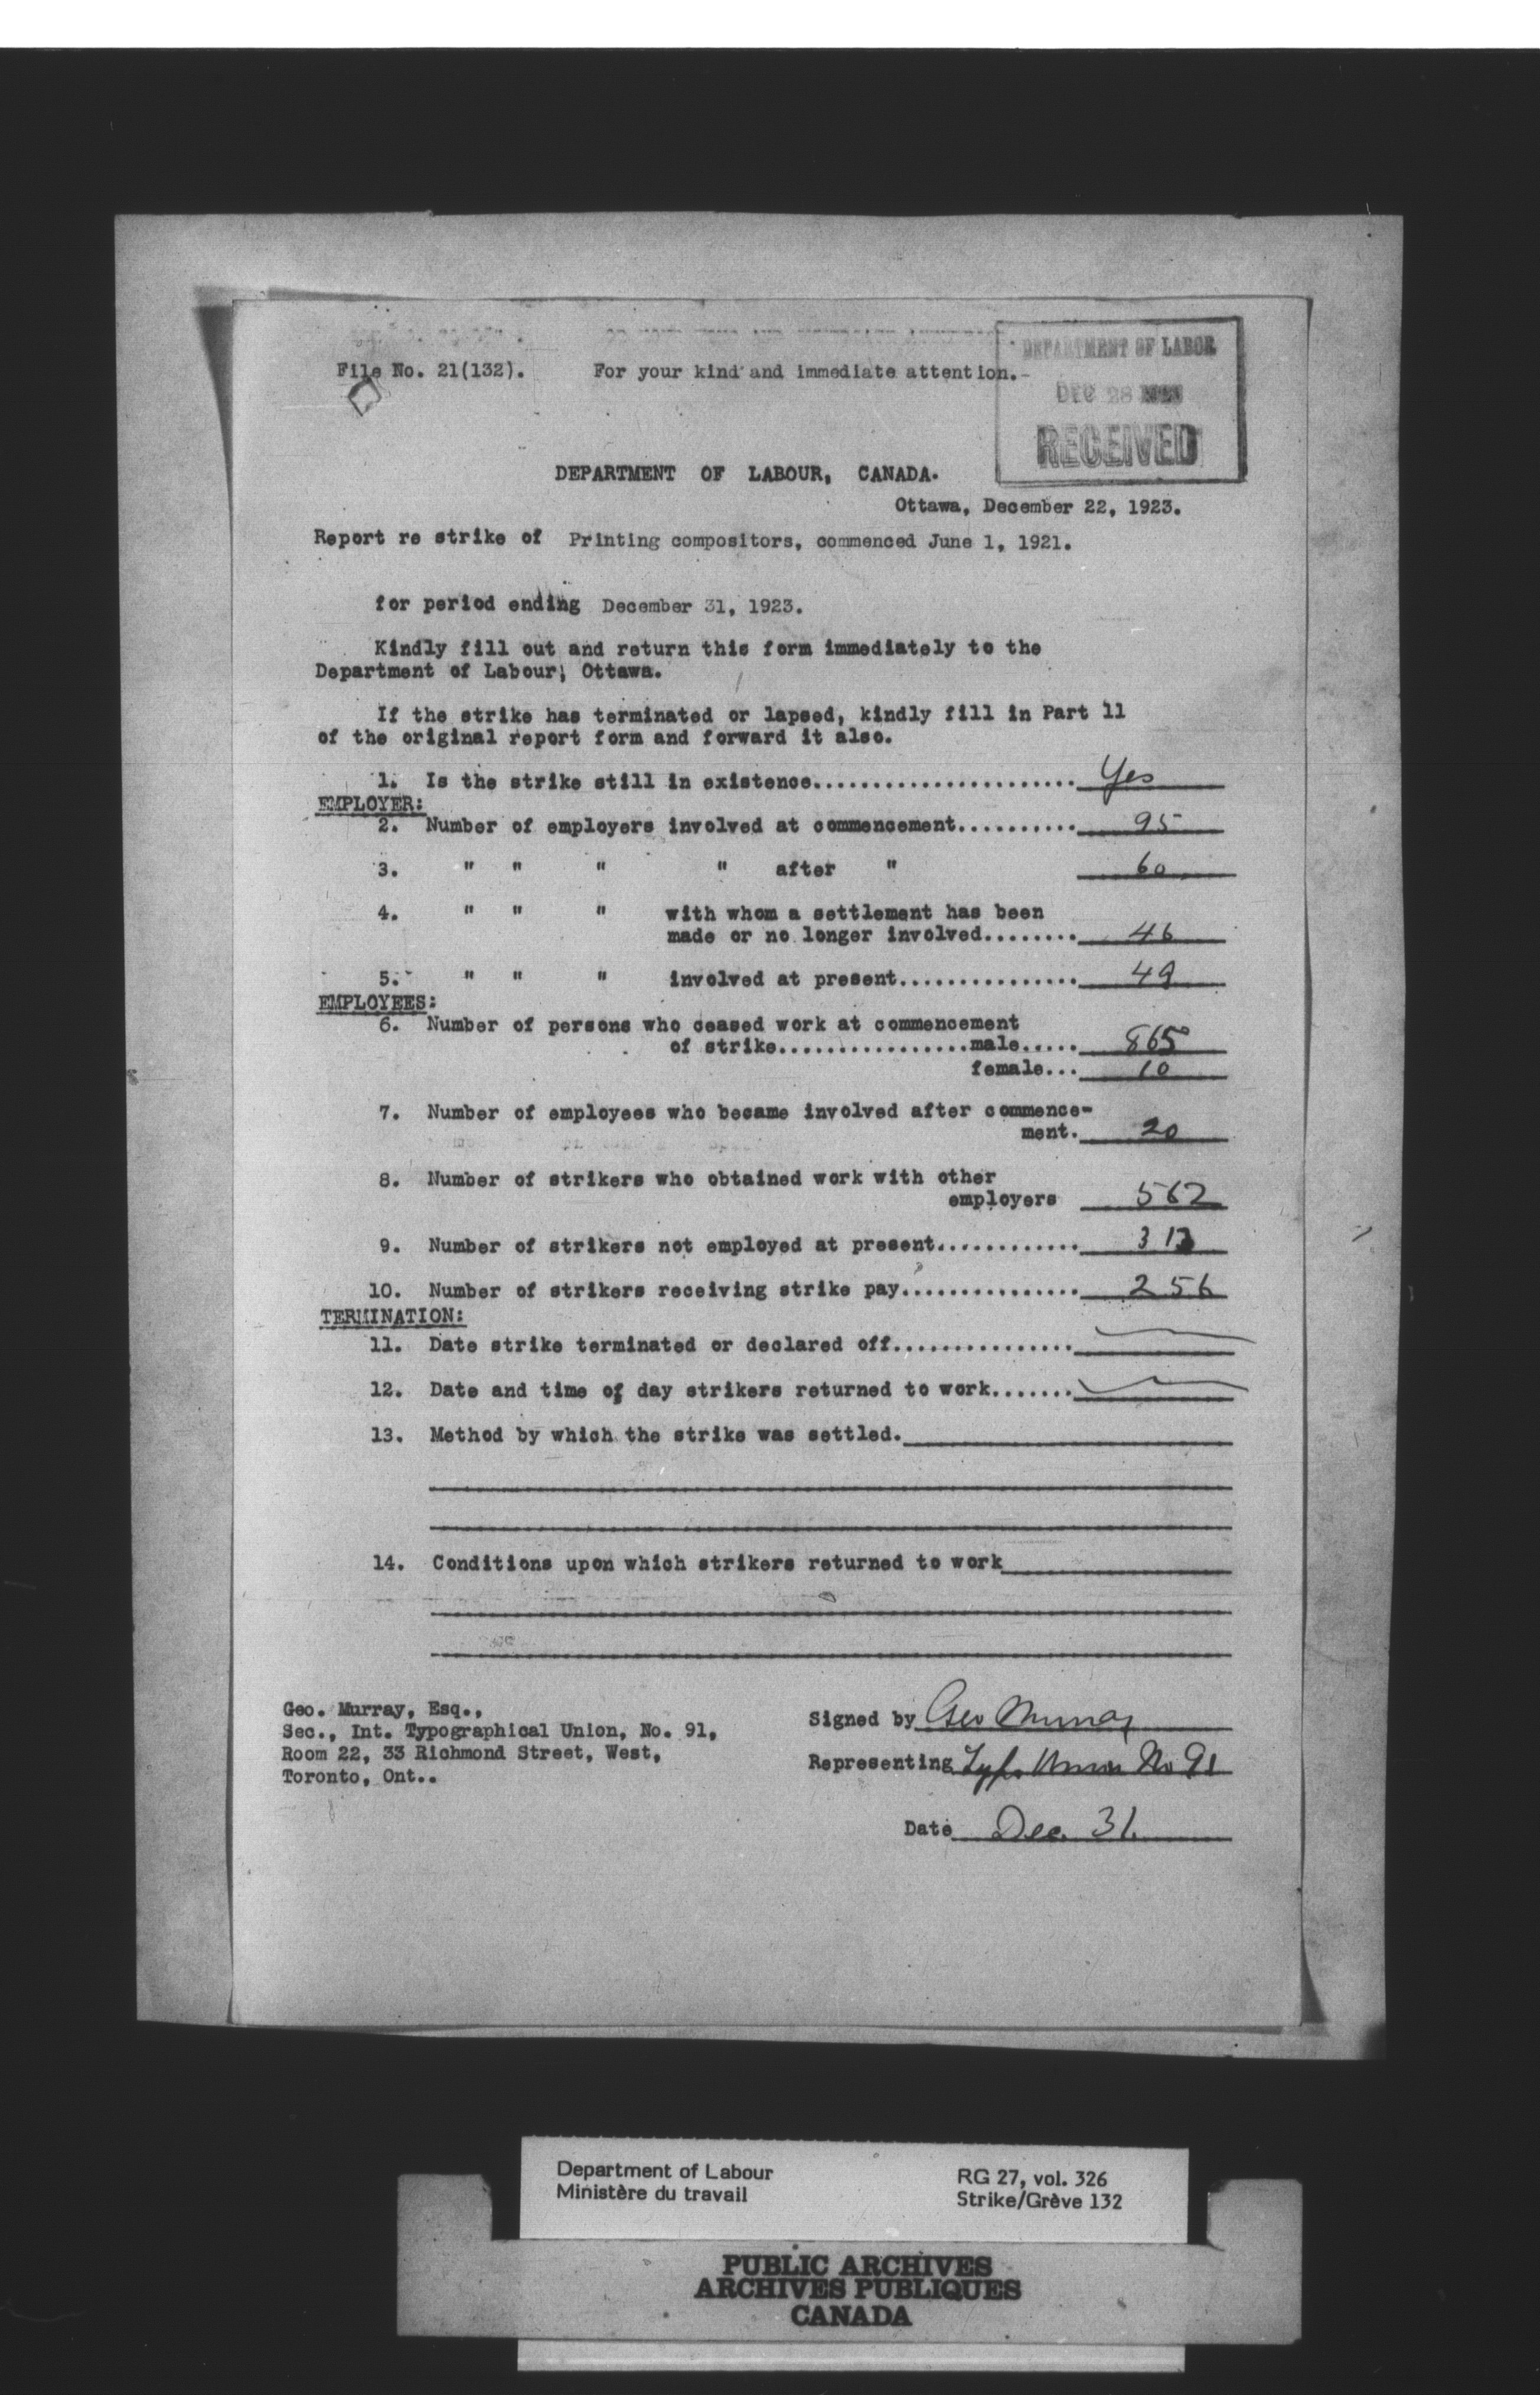 File No. 21(132). For your kind and immediate attention.-
DEPARTMENT OF LABOR
DEC 28
RECEIVED
DEPARTMENT OF LABOUR, CANADA.
Ottawa, December 22, 1923.
Report re strike of Printing compositors, commenced June 1, 1921.
for period ending December 31, 1923.
Kindly fill out and return this form immediately to the
Department of Labour, Ottawa.
If the strike has terminated or lapsed, kindly fill in Part 11
of the original report form and forward it also.
1. Is the strike still in existence...................... Yes
EMPLOYER:
2. Number of employers involved at commencement.......... 95
3. " " " " after " 60
4. " " " with whom a settlement has been
made or no longer involved........ 46
5. " " " involved at present............... 49
EMPLOYEES:
6. Number of persons who ceased work at commencement
of strike.................male..... 865
female... 10
7. Number of employees who became involved after commence-
ment. 20
8. Number of strikers who obtained work with other
employers 562
9. Number of strikers not employed at present............ 313
10. Number of strikers receiving strike pay............... 256
TERMINATION:
11. Date strike terminated or declared off...............
12. Date and time of day strikers returned to work.......
13. Method by which the strike was settled.
14. Conditions upon which strikers returned to work
Geo. Murray, Esq.,
Sec., Int. Typographical Union, No. 91,
Room 22, 33 Richmond Street, West,
Toronto, Ont..
Signed by Geo Murray
Representing Typo Union No 91
Date Dec. 31.
Department of Labour
Ministère du travail
RG 27, vol. 326
Strike/Grève 132
PUBLIC ARCHIVES
ARCHIVES PUBLIQUES
CANADA